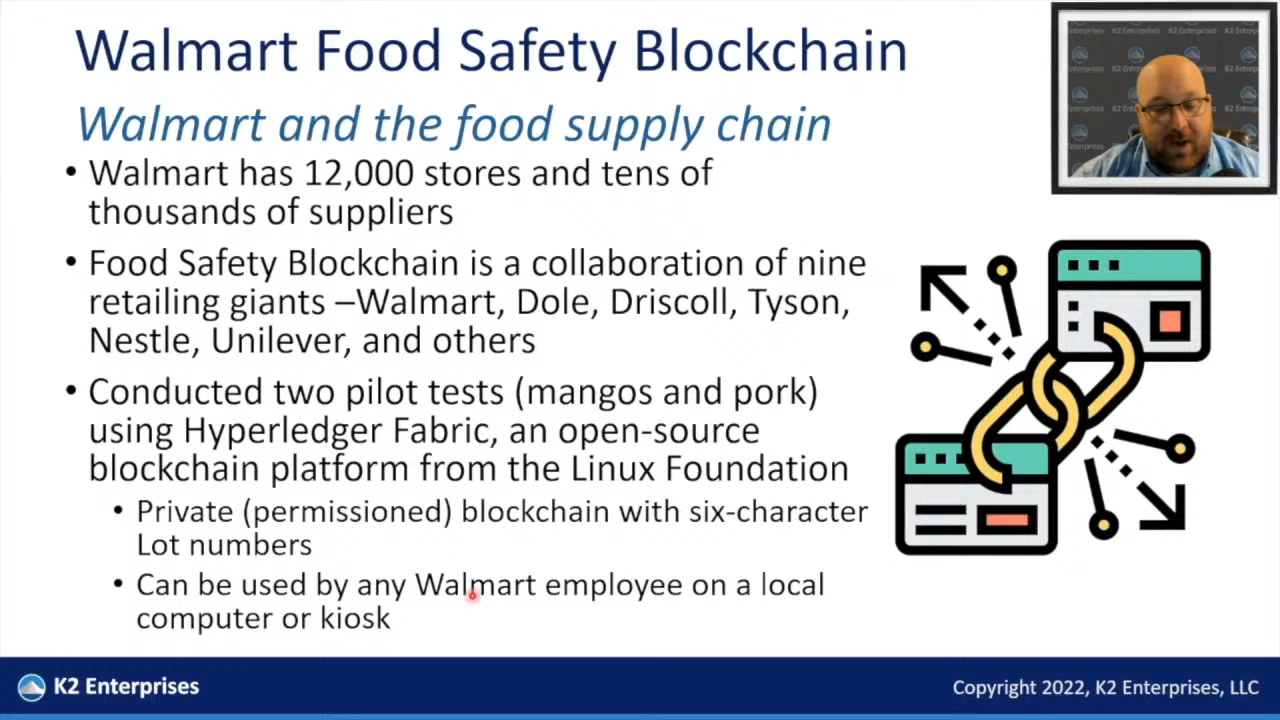 Walmart Food Safety Blockchain
Walmart and the food supply chain
• Walmart has 12,000 stores and tens of
thousands of suppliers
• Food Safety Blockchain is a collaboration of nine
retailing giants –Walmart, Dole, Driscoll, Tyson,
Nestle, Unilever, and others
• Conducted two pilot tests (mangos and pork)
using Hyperledger Fabric, an open-source
blockchain platform from the Linux Foundation
• Private (permissioned) blockchain with six-character
Lot numbers
• Can be used by any Walmart employee on a local
computer or kiosk
K2 Enterprises
Copyright 2022, K2 Enterprises, LLC